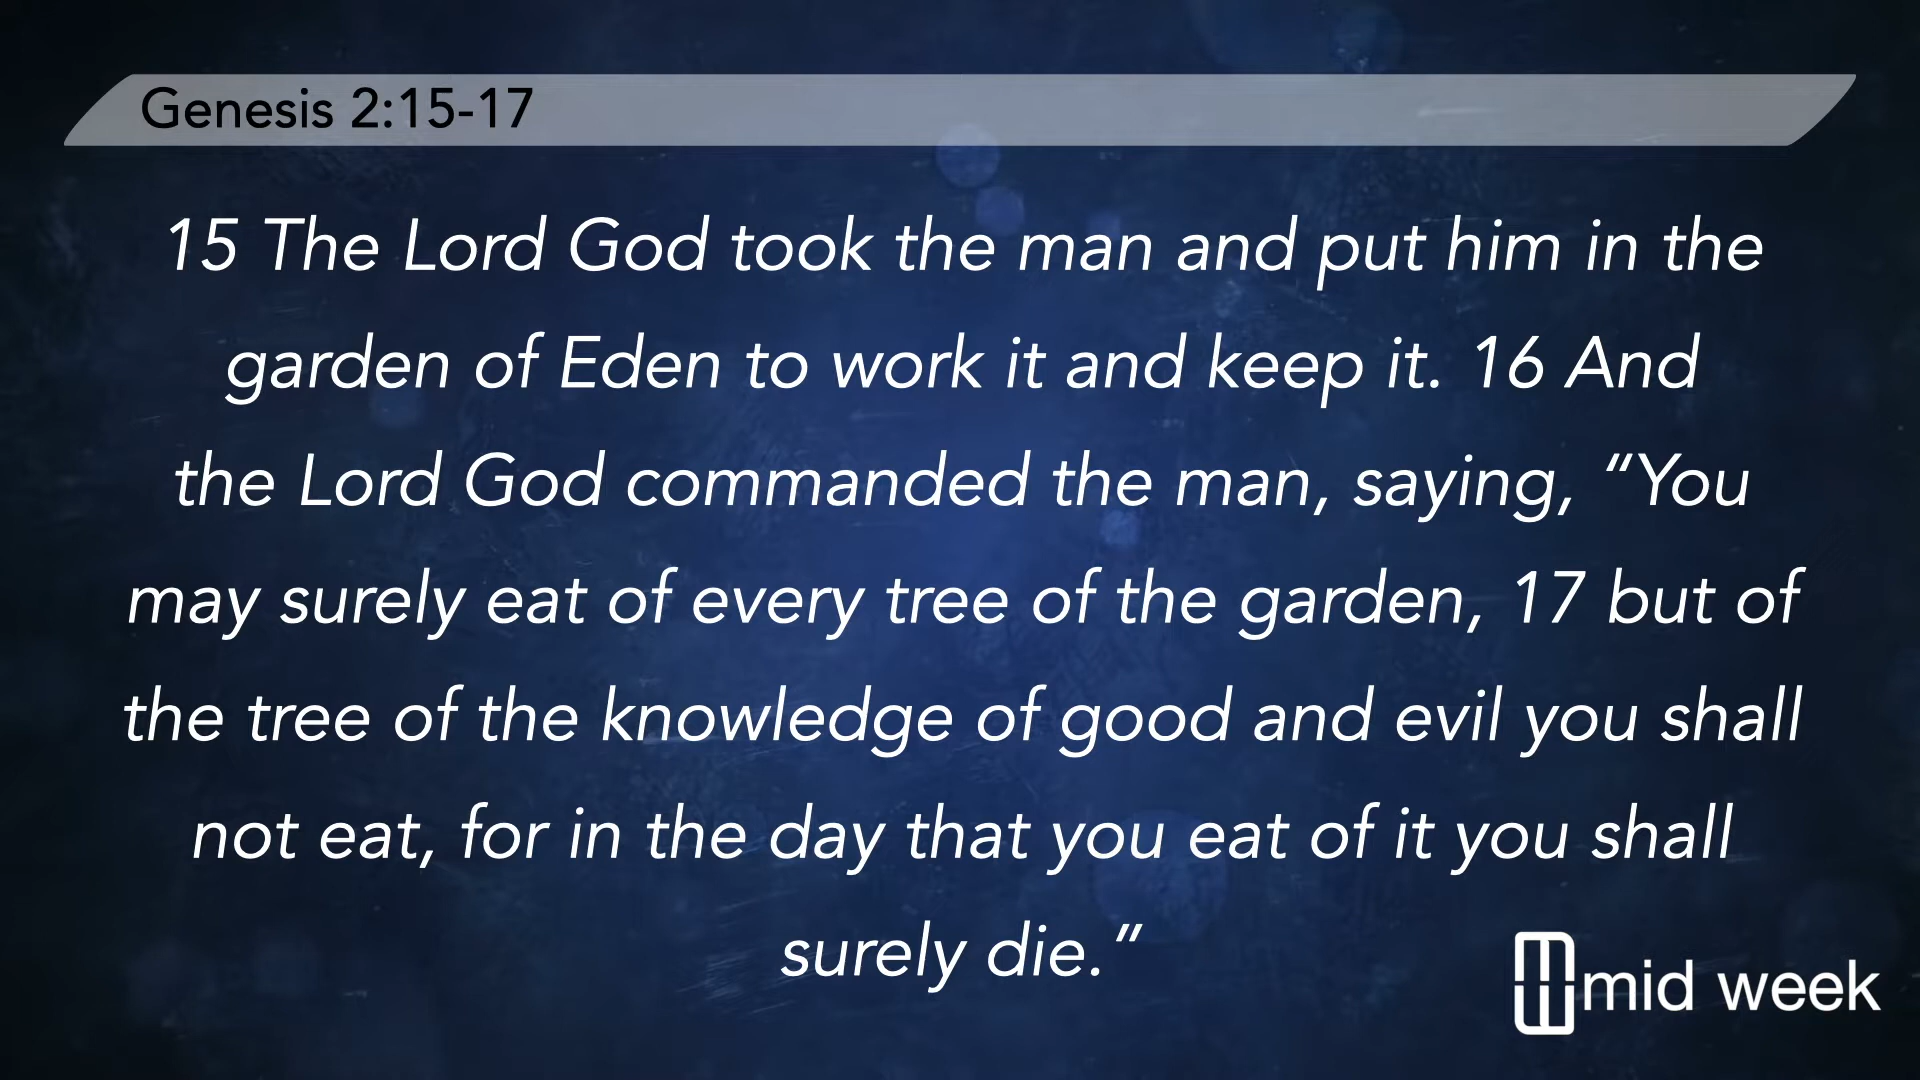 Genesis 2:15-17
15 The Lord God took the man and put him in the
garden of Eden to work it and keep it. 16 And
the Lord God commanded the man, saying, “You
may surely eat of every tree of the garden, 17 but of
the tree of the knowledge of good and evil you shall
not eat, for in the day that you eat of it you shall
surely die.”
mid week